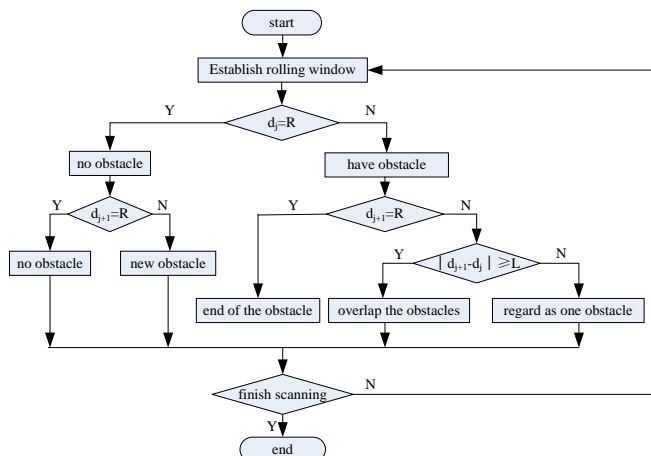 start
Establish rolling window
Y
N
dj=R
no obstacle
have obstacle
Y
N
Y
N
dj+1=R
dj+1=R
no obstacle
new obstacle
Y
N
| dj+1-dj | ≥L
end of the obstacle
overlap the obstacles
regard as one obstacle
finish scanning
N
Y
end